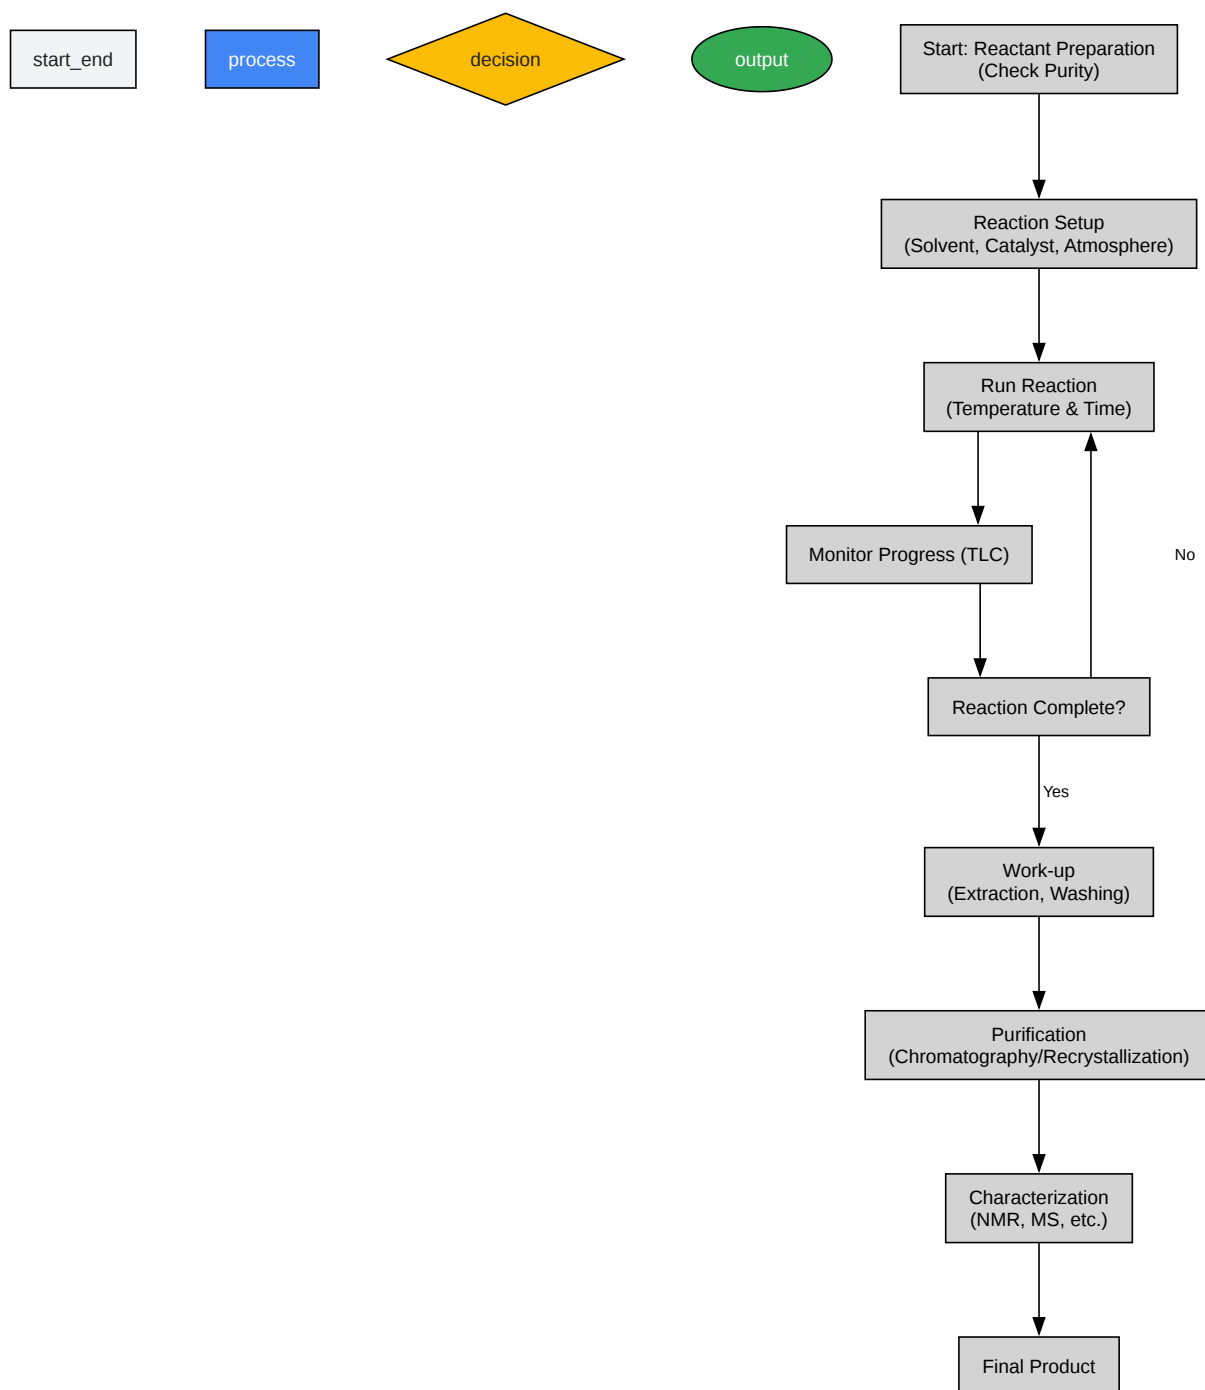 start_end
process
decision
output
Start: Reactant Preparation
(Check Purity)
Reaction Setup
(Solvent, Catalyst, Atmosphere)
Run Reaction
(Temperature & Time)
Monitor Progress (TLC)
No
Reaction Complete?
Yes
Work-up
(Extraction, Washing)
Purification
(Chromatography/Recrystallization)
Characterization
(NMR, MS, etc.)
Final Product